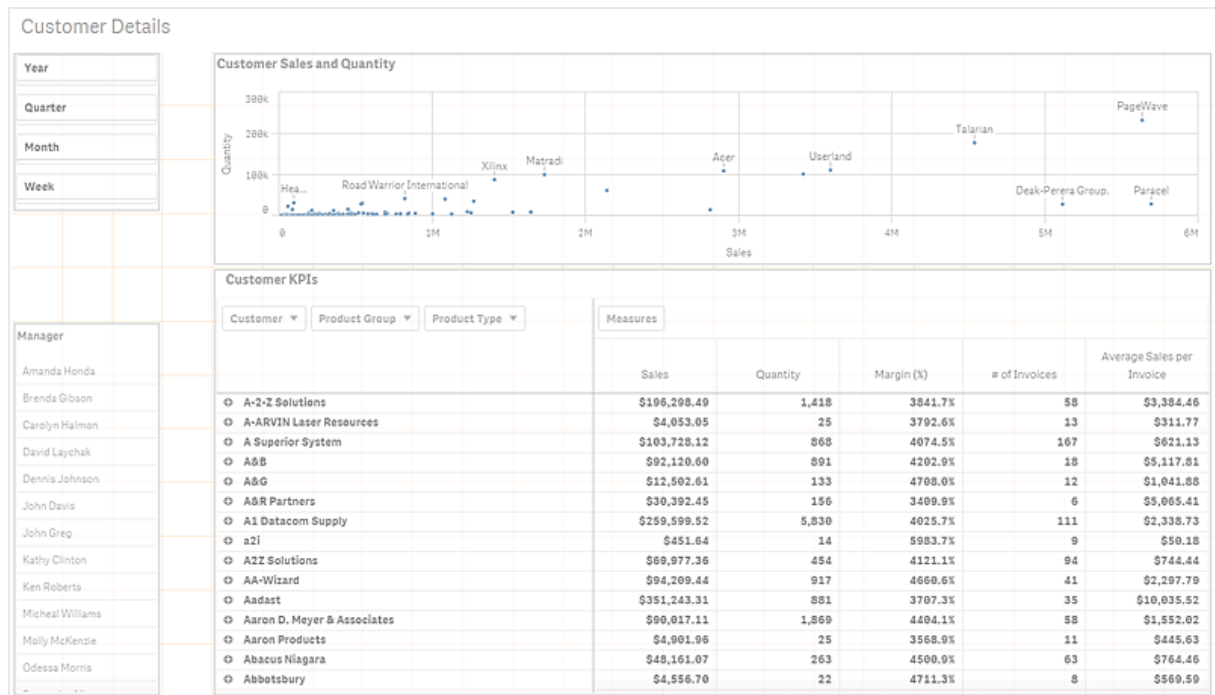 Customer Details
Year
Quarter
Month
Week
Manager
Amanda Honda
Brenda Gibson
Carolyn Halmon
David Laychak
Dennis Johnson
John Davis
John Greg
Kathy Clinton
Ken Roberts
Micheal Williams
Molly McKenzie
Odessa Morris
Customer Sales and Quantity
300k
200k
100k
0
Quantity
PageWave
Talarian
Acer
Userland
Matradi
Xilinx
Road Warrior International
Hea...
Deak-Perera Group.
Paracel
0 1M 2M 3M 4M 5M 6M
Sales
Customer KPIs
Customer Product Group Product Type Measures
Sales Quantity Margin (%) # of Invoices Average Sales per Invoice
A-2-Z Solutions $196,298.49 1,418 3841.7% 58 $3,384.46
A-ARVIN Laser Resources $4,053.05 25 3792.6% 13 $311.77
A Superior System $103,728.12 868 4074.5% 167 $621.13
A&B $92,120.60 891 4202.9% 18 $5,117.81
A&G $12,502.61 133 4708.0% 12 $1,041.88
A&R Partners $30,392.45 156 3409.9% 6 $5,065.41
A1 Datacom Supply $259,599.52 5,830 4025.7% 111 $2,338.73
a2i $451.64 14 5983.7% 9 $50.18
A2Z Solutions $69,977.36 454 4121.1% 94 $744.44
AA-Wizard $94,209.44 917 4660.6% 41 $2,297.79
Aadast $351,243.31 881 3707.3% 35 $10,035.52
Aaron D. Meyer & Associates $90,017.11 1,869 4404.1% 58 $1,552.02
Aaron Products $4,901.96 25 3568.9% 11 $445.63
Abacus Niagara $48,161.07 263 4500.9% 63 $764.46
Abbotsbury $4,556.70 22 4711.3% 8 $569.59